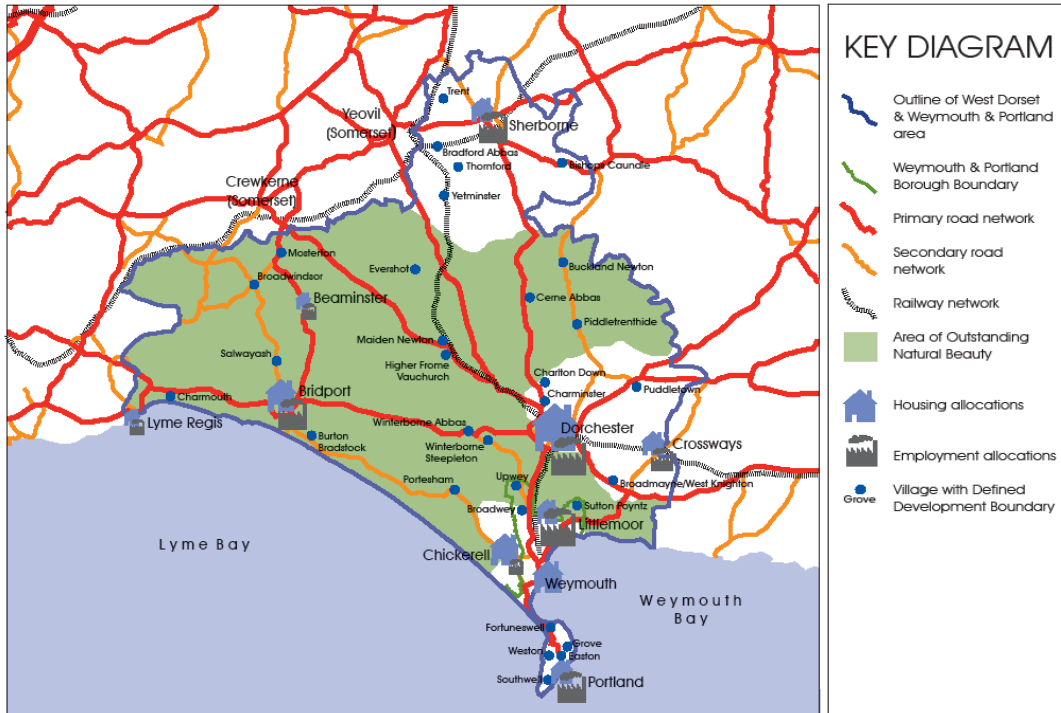 Trent
Yeovil
(Somerset)
Sherborne
Bradford Abbas
Thornford
Bishops Caundle
Crewkerne
(Somerset)
Yetminster
Mosterton
Evershot
Buckland Newton
Broadwindsor
Beaminster
Cerne Abbas
Piddletrenthide
Maiden Newton
Salwayash
Higher Frome
Vauchurch
Charlton Down
Bridport
Charminster
Puddletown
Charmouth
Lyme Regis
Winterborne Abbas
Dorchester
Burton
Bradstock
Winterborne
Steepleton
Crossways
Portesham
Upwey
Broadmayne/West Knighton
Broadwey
Sutton Poyntz
Littlemoor
Lyme Bay
Chickerell
Weymouth
Weymouth
Bay
Fortuneswell
Grove
Weston
Easton
Southwell
Portland
KEY DIAGRAM
Outline of West Dorset
& Weymouth & Portland
area
Weymouth & Portland
Borough Boundary
Primary road network
Secondary road
network
Railway network
Area of Outstanding
Natural Beauty
Housing allocations
Employment allocations
Village with Defined
Grove
Development Boundary